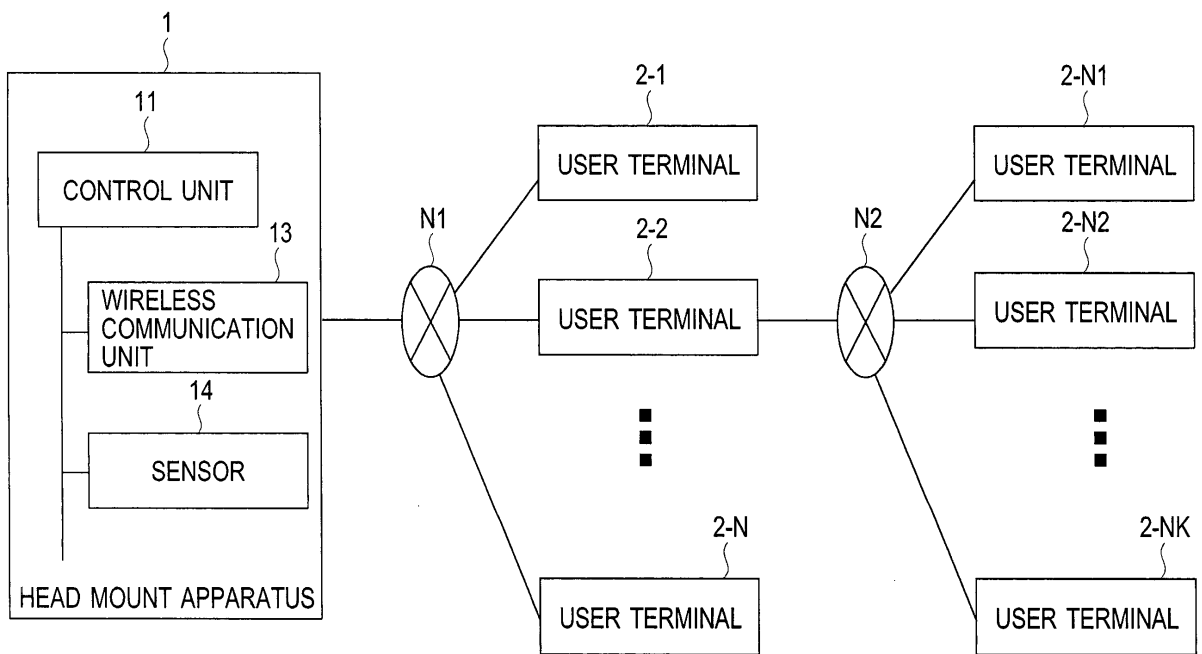 1
11
CONTROL UNIT
13
WIRELESS
COMMUNICATION
UNIT
14
SENSOR
HEAD MOUNT APPARATUS
N1
2-1
USER TERMINAL
2-2
USER TERMINAL
2-N
USER TERMINAL
N2
2-N1
USER TERMINAL
2-N2
USER TERMINAL
2-NK
USER TERMINAL